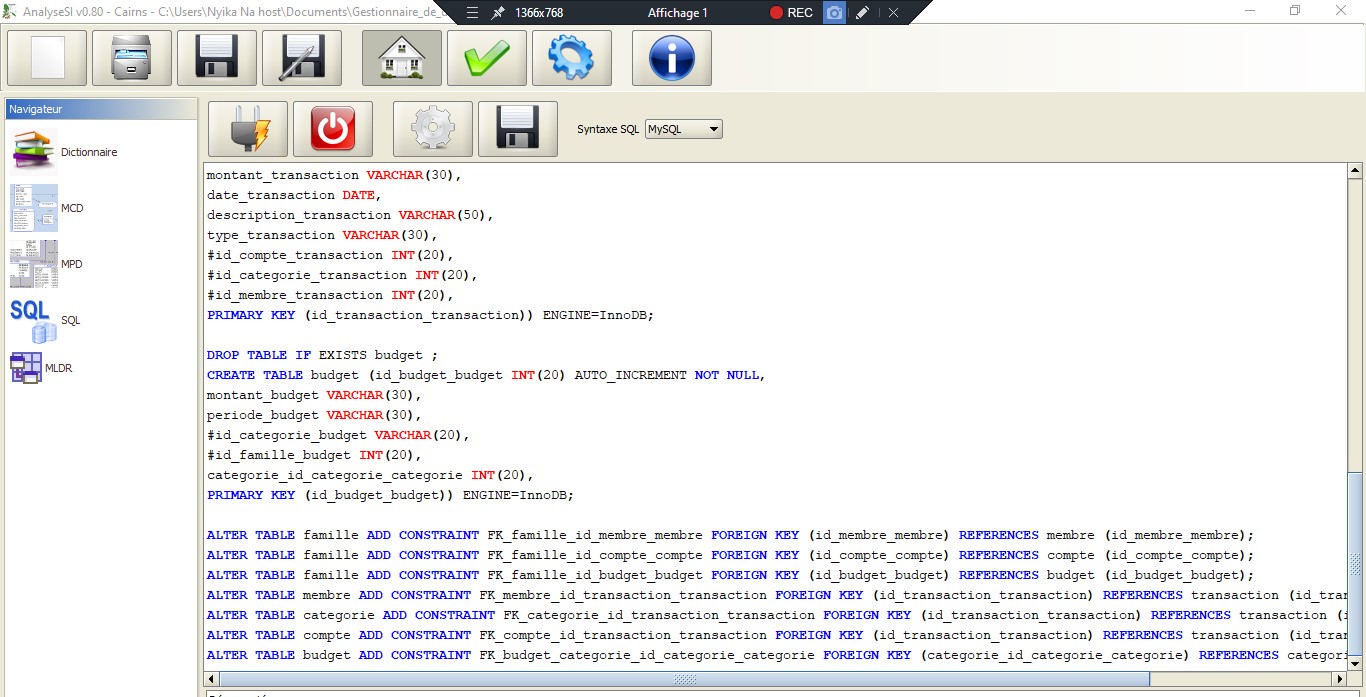 AnalyseSI v0.80 - Cairns - C:\Users\Nyika Na host\Documents\Gestionnaire_de_
1366x768
Affichage 1
REC
Navigateur
Syntaxe SQL
MySQL
Dictionnaire
MCD
MPD
SQL
SQL
MLDR
montant_transaction VARCHAR(30),
date_transaction DATE,
description_transaction VARCHAR(50),
type_transaction VARCHAR(30),
#id_compte_transaction INT(20),
#id_categorie_transaction INT(20),
#id_membre_transaction INT(20),
PRIMARY KEY (id_transaction_transaction)) ENGINE=InnoDB;
DROP TABLE IF EXISTS budget ;
CREATE TABLE budget (id_budget_budget INT(20) AUTO_INCREMENT NOT NULL,
montant_budget VARCHAR(30),
periode_budget VARCHAR(30),
#id_categorie_budget VARCHAR(20),
#id_famille_budget INT(20),
categorie_id_categorie_categorie INT(20),
PRIMARY KEY (id_budget_budget)) ENGINE=InnoDB;
ALTER TABLE famille ADD CONSTRAINT FK_famille_id_membre_membre FOREIGN KEY (id_membre_membre) REFERENCES membre (id_membre_membre);
ALTER TABLE famille ADD CONSTRAINT FK_famille_id_compte_compte FOREIGN KEY (id_compte_compte) REFERENCES compte (id_compte_compte);
ALTER TABLE famille ADD CONSTRAINT FK_famille_id_budget_budget FOREIGN KEY (id_budget_budget) REFERENCES budget (id_budget_budget);
ALTER TABLE membre ADD CONSTRAINT FK_membre_id_transaction_transaction FOREIGN KEY (id_transaction_transaction) REFERENCES transaction (id_tran
ALTER TABLE categorie ADD CONSTRAINT FK_categorie_id_transaction_transaction FOREIGN KEY (id_transaction_transaction) REFERENCES transaction (i
ALTER TABLE compte ADD CONSTRAINT FK_compte_id_transaction_transaction FOREIGN KEY (id_transaction_transaction) REFERENCES transaction (id_tran
ALTER TABLE budget ADD CONSTRAINT FK_budget_categorie_id_categorie_categorie FOREIGN KEY (categorie_id_categorie_categorie) REFERENCES categori